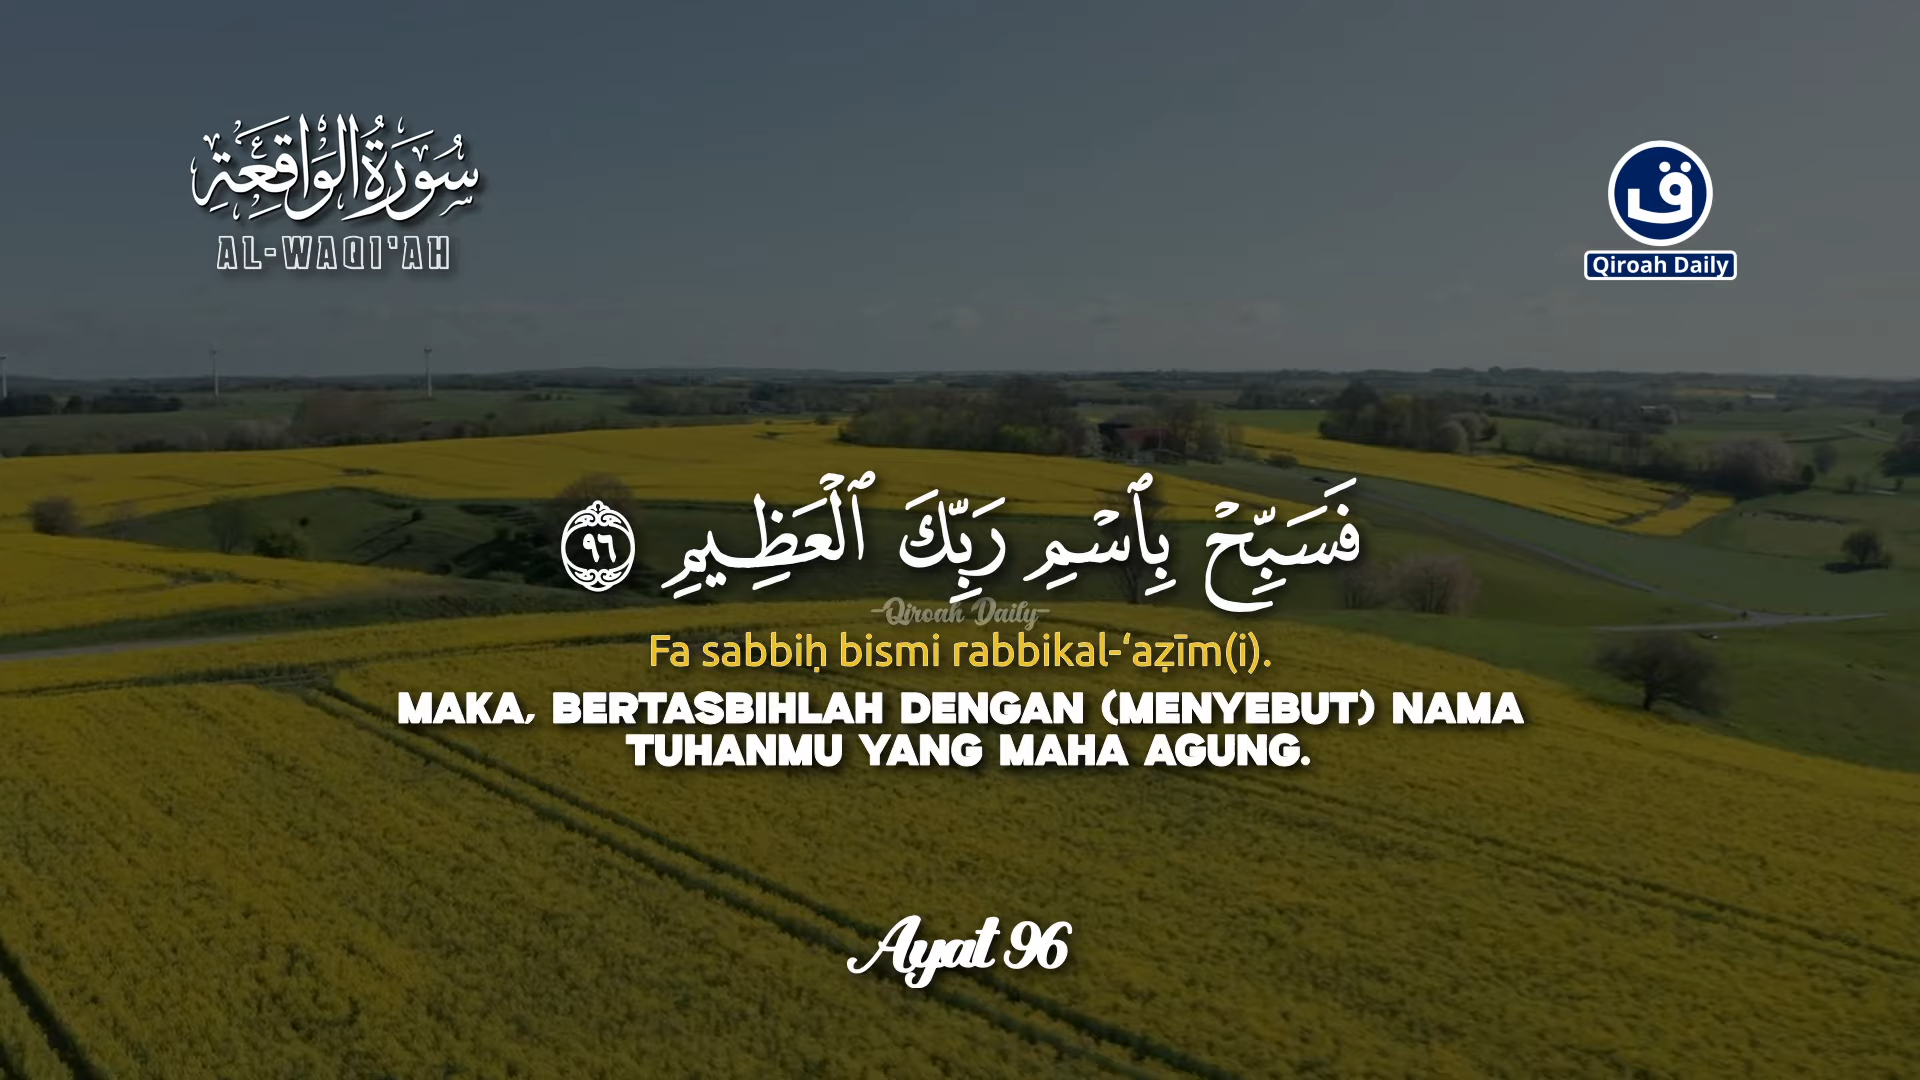 سُورَةُ الْوَاقِعَةِ
AL-WAQI'AH
ق
Qiroah Daily
فَسَبِّحْ بِٱسْمِ رَبِّكَ ٱلْعَظِيمِ ٩٦
Qiroah Daily
Fa sabbiḥ bismi rabbikal-‘aẓīm(i).
MAKA, BERTASBIHLAH DENGAN (MENYEBUT) NAMA
TUHANMU YANG MAHA AGUNG.
Ayat 96